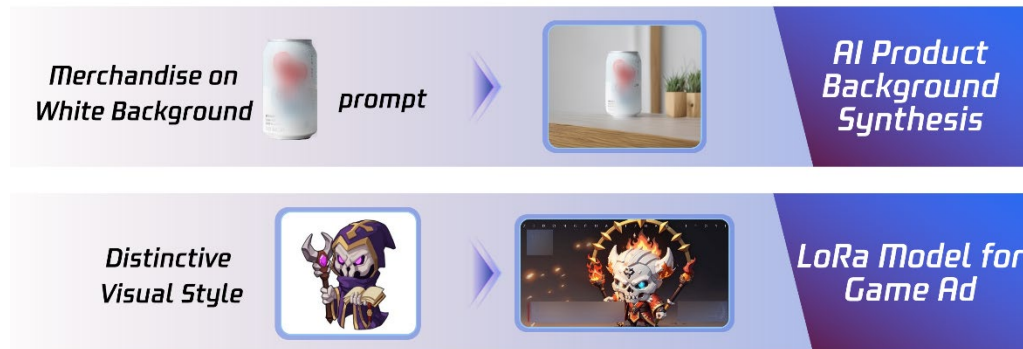 Merchandise on
White Background
prompt
AI Product
Background
Synthesis
Distinctive
Visual Style
LoRa Model for
Game Ad